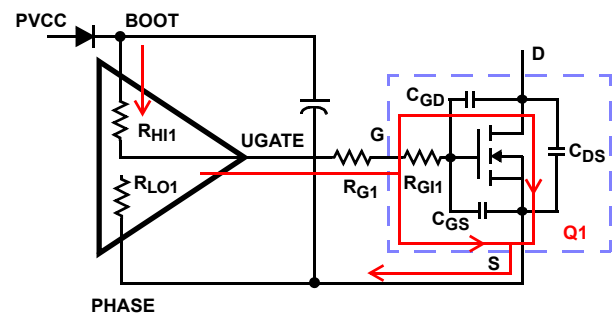 PVCC
BOOT
D
CGD
RHI1
UGATE
G
CDS
RLO1
RG1
RGI1
CGS
Q1
S
PHASE